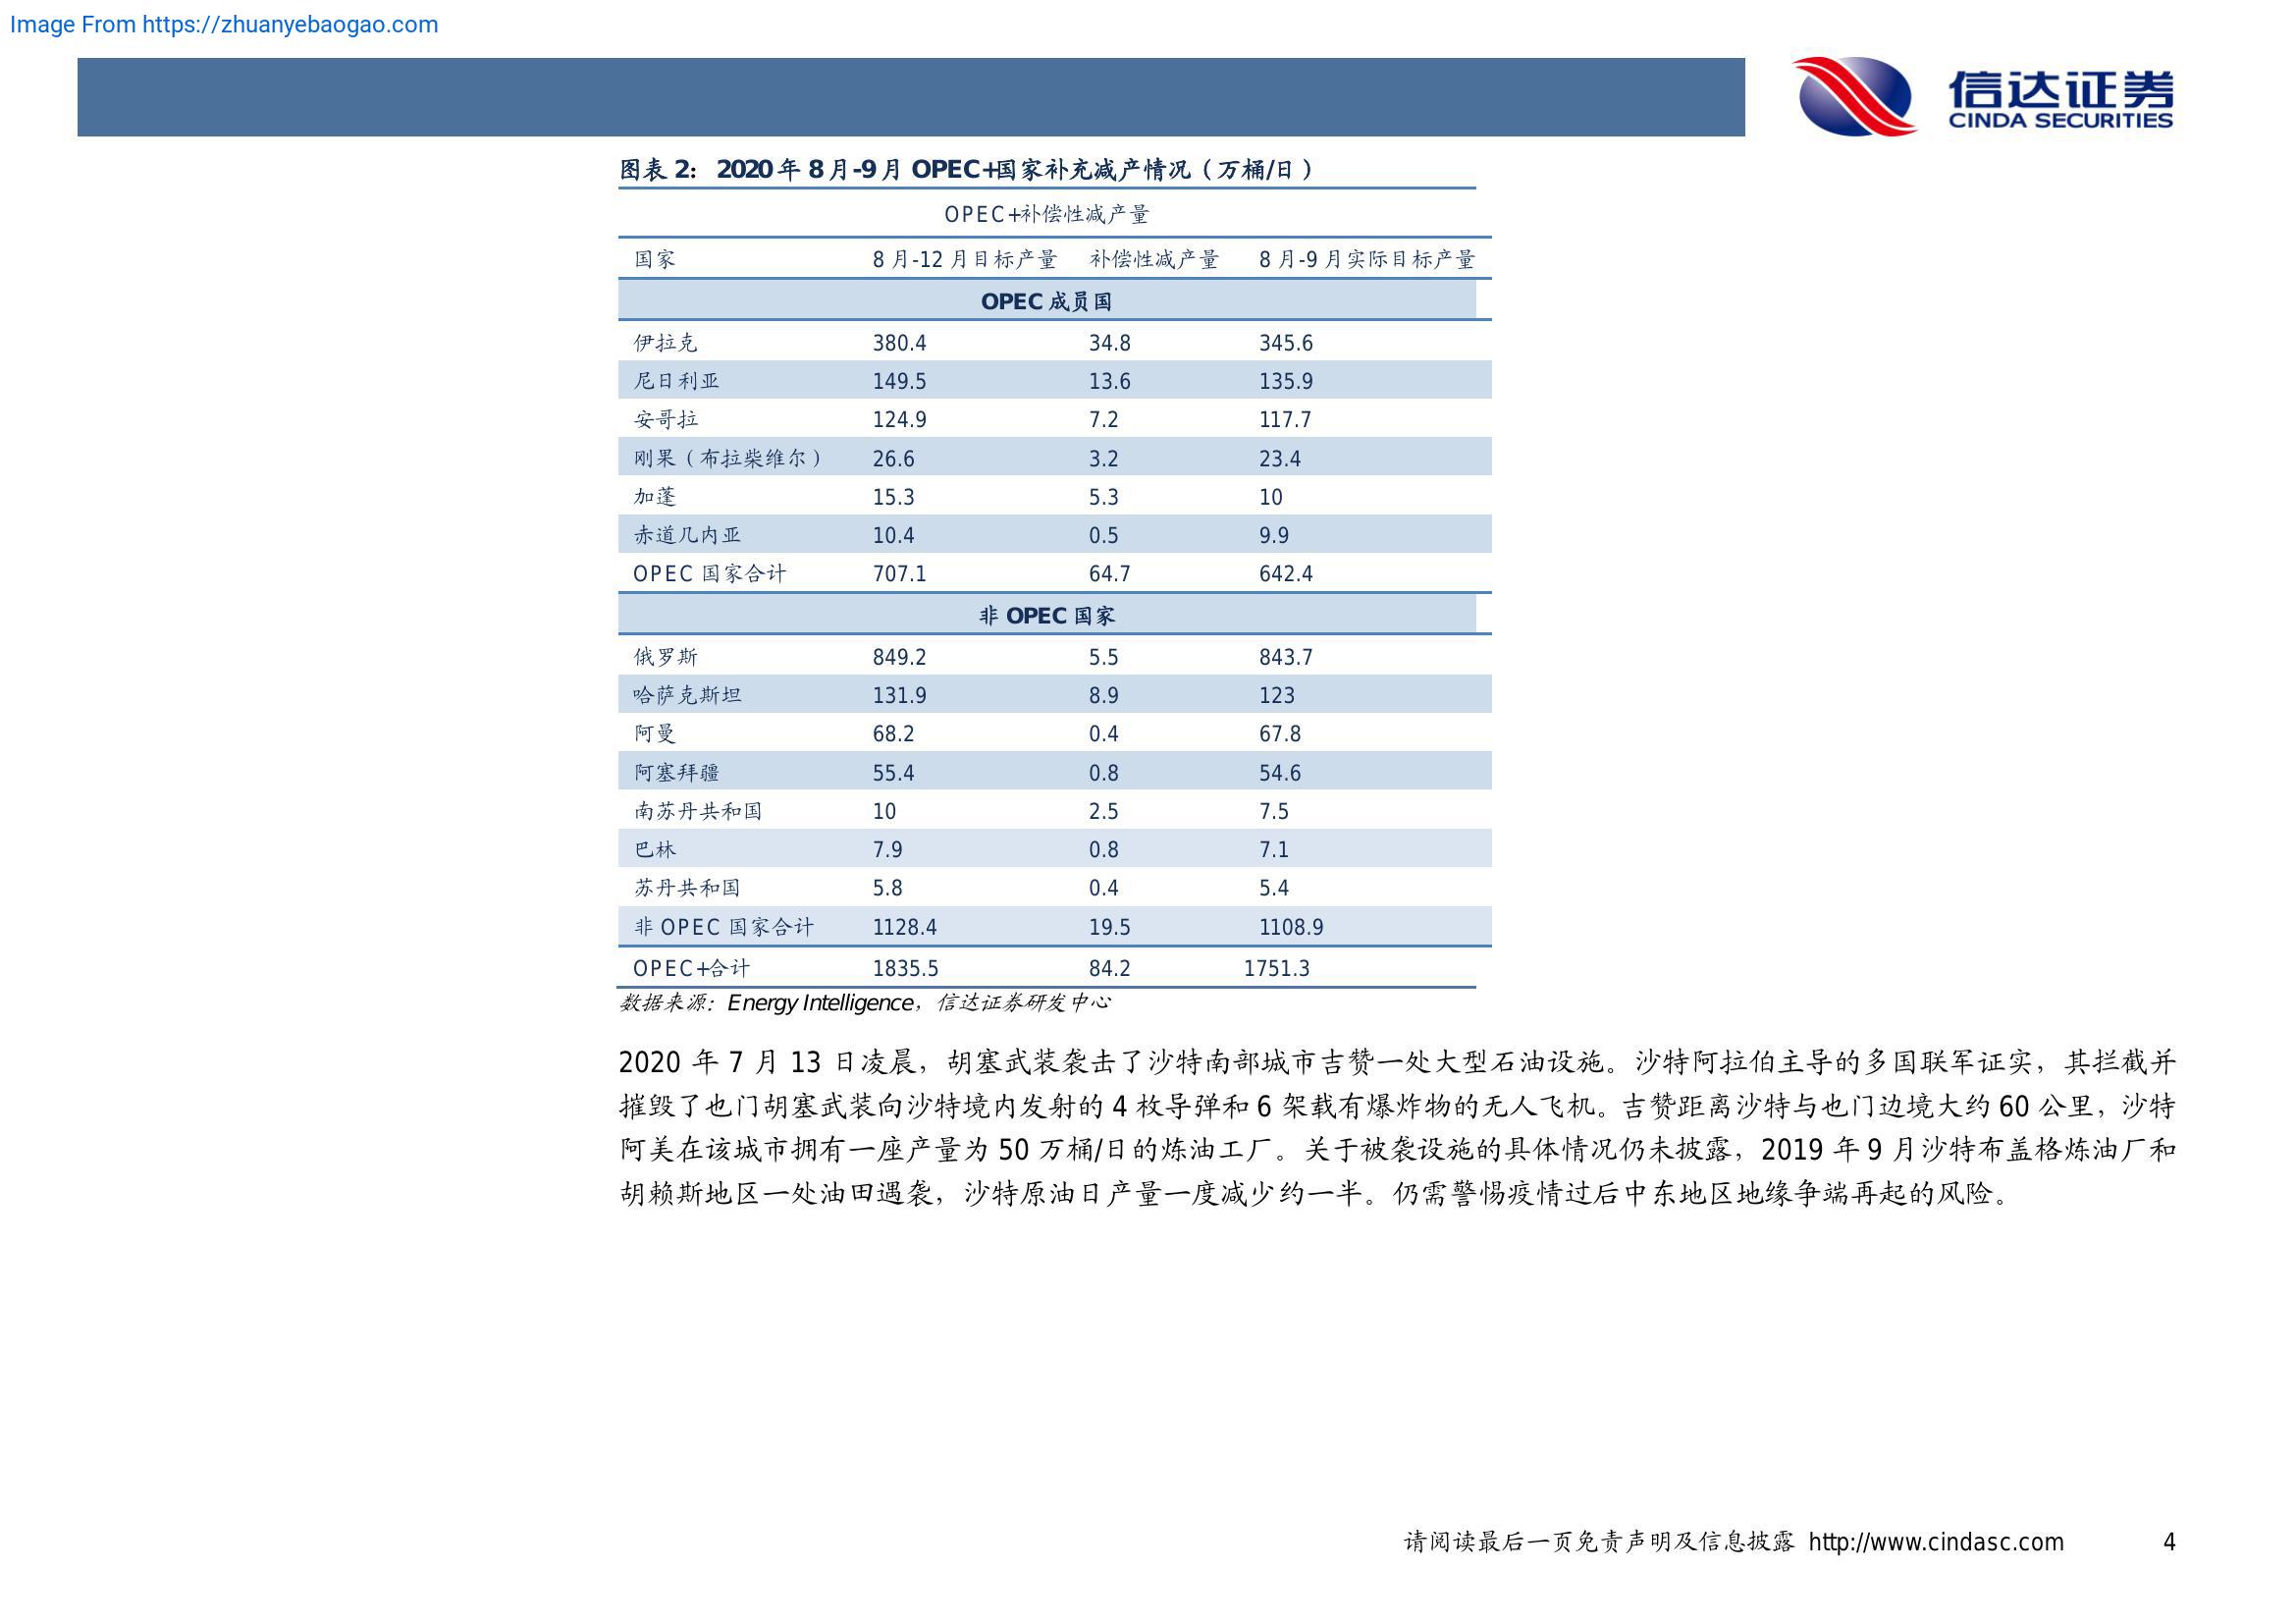 Image From https://zhuanyebaogao.com
信达证券
CINDA SECURITIES
图表 2： 2020 年 8 月-9 月 OPEC+国家补充减产情况（万桶/日）
OPEC+补偿性减产量
国家 8 月-12 月目标产量 补偿性减产量 8 月-9 月实际目标产量
OPEC 成员国
伊拉克 380.4 34.8 345.6
尼日利亚 149.5 13.6 135.9
安哥拉 124.9 7.2 117.7
刚果（布拉柴维尔） 26.6 3.2 23.4
加蓬 15.3 5.3 10
赤道几内亚 10.4 0.5 9.9
OPEC 国家合计 707.1 64.7 642.4
非 OPEC 国家
俄罗斯 849.2 5.5 843.7
哈萨克斯坦 131.9 8.9 123
阿曼 68.2 0.4 67.8
阿塞拜疆 55.4 0.8 54.6
南苏丹共和国 10 2.5 7.5
巴林 7.9 0.8 7.1
苏丹共和国 5.8 0.4 5.4
非 OPEC 国家合计 1128.4 19.5 1108.9
OPEC+合计 1835.5 84.2 1751.3
数据来源：Energy Intelligence，信达证券研发中心
2020 年 7 月 13 日凌晨，胡塞武装袭击了沙特南部城市吉赞一处大型石油设施。沙特阿拉伯主导的多国联军证实，其拦截并
摧毁了也门胡塞武装向沙特境内发射的 4 枚导弹和 6 架载有爆炸物的无人飞机。吉赞距离沙特与也门边境大约 60 公里，沙特
阿美在该城市拥有一座产量为 50 万桶/日的炼油工厂。关于被袭设施的具体情况仍未披露，2019 年 9 月沙特布盖格炼油厂和
胡赖斯地区一处油田遇袭，沙特原油日产量一度减少约一半。仍需警惕疫情过后中东地区地缘争端再起的风险。
请阅读最后一页免责声明及信息披露 http://www.cindasc.com 4